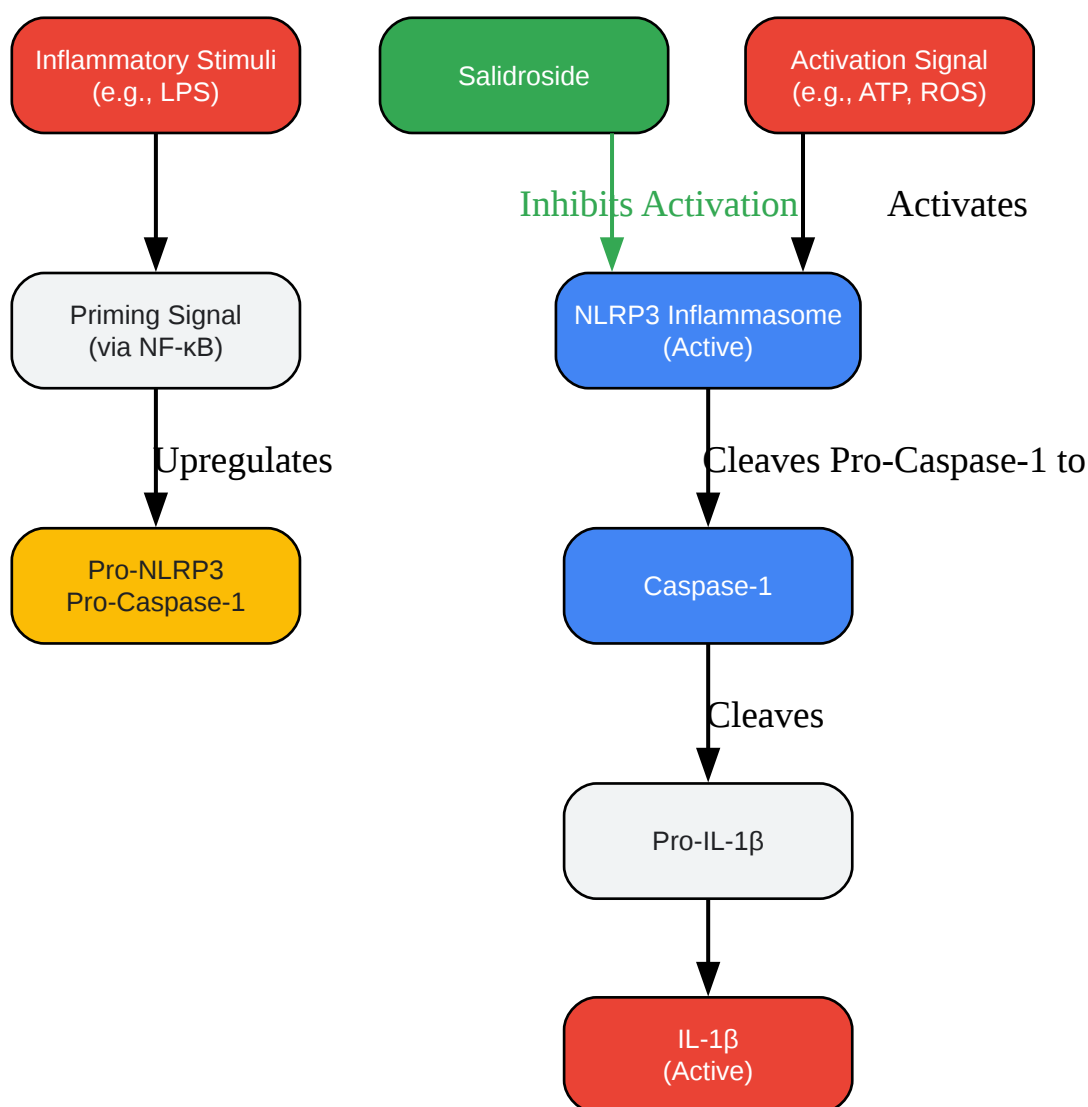 Inflammatory Stimuli
(e.g., LPS)
Salidroside
Activation Signal
(e.g., ATP, ROS)
Inhibits Activation
Activates
Priming Signal
(via NF-κB)
NLRP3 Inflammasome
(Active)
Upregulates
Cleaves Pro-Caspase-1 to
Pro-NLRP3
Pro-Caspase-1
Caspase-1
Cleaves
Pro-IL-1β
IL-1β
(Active)